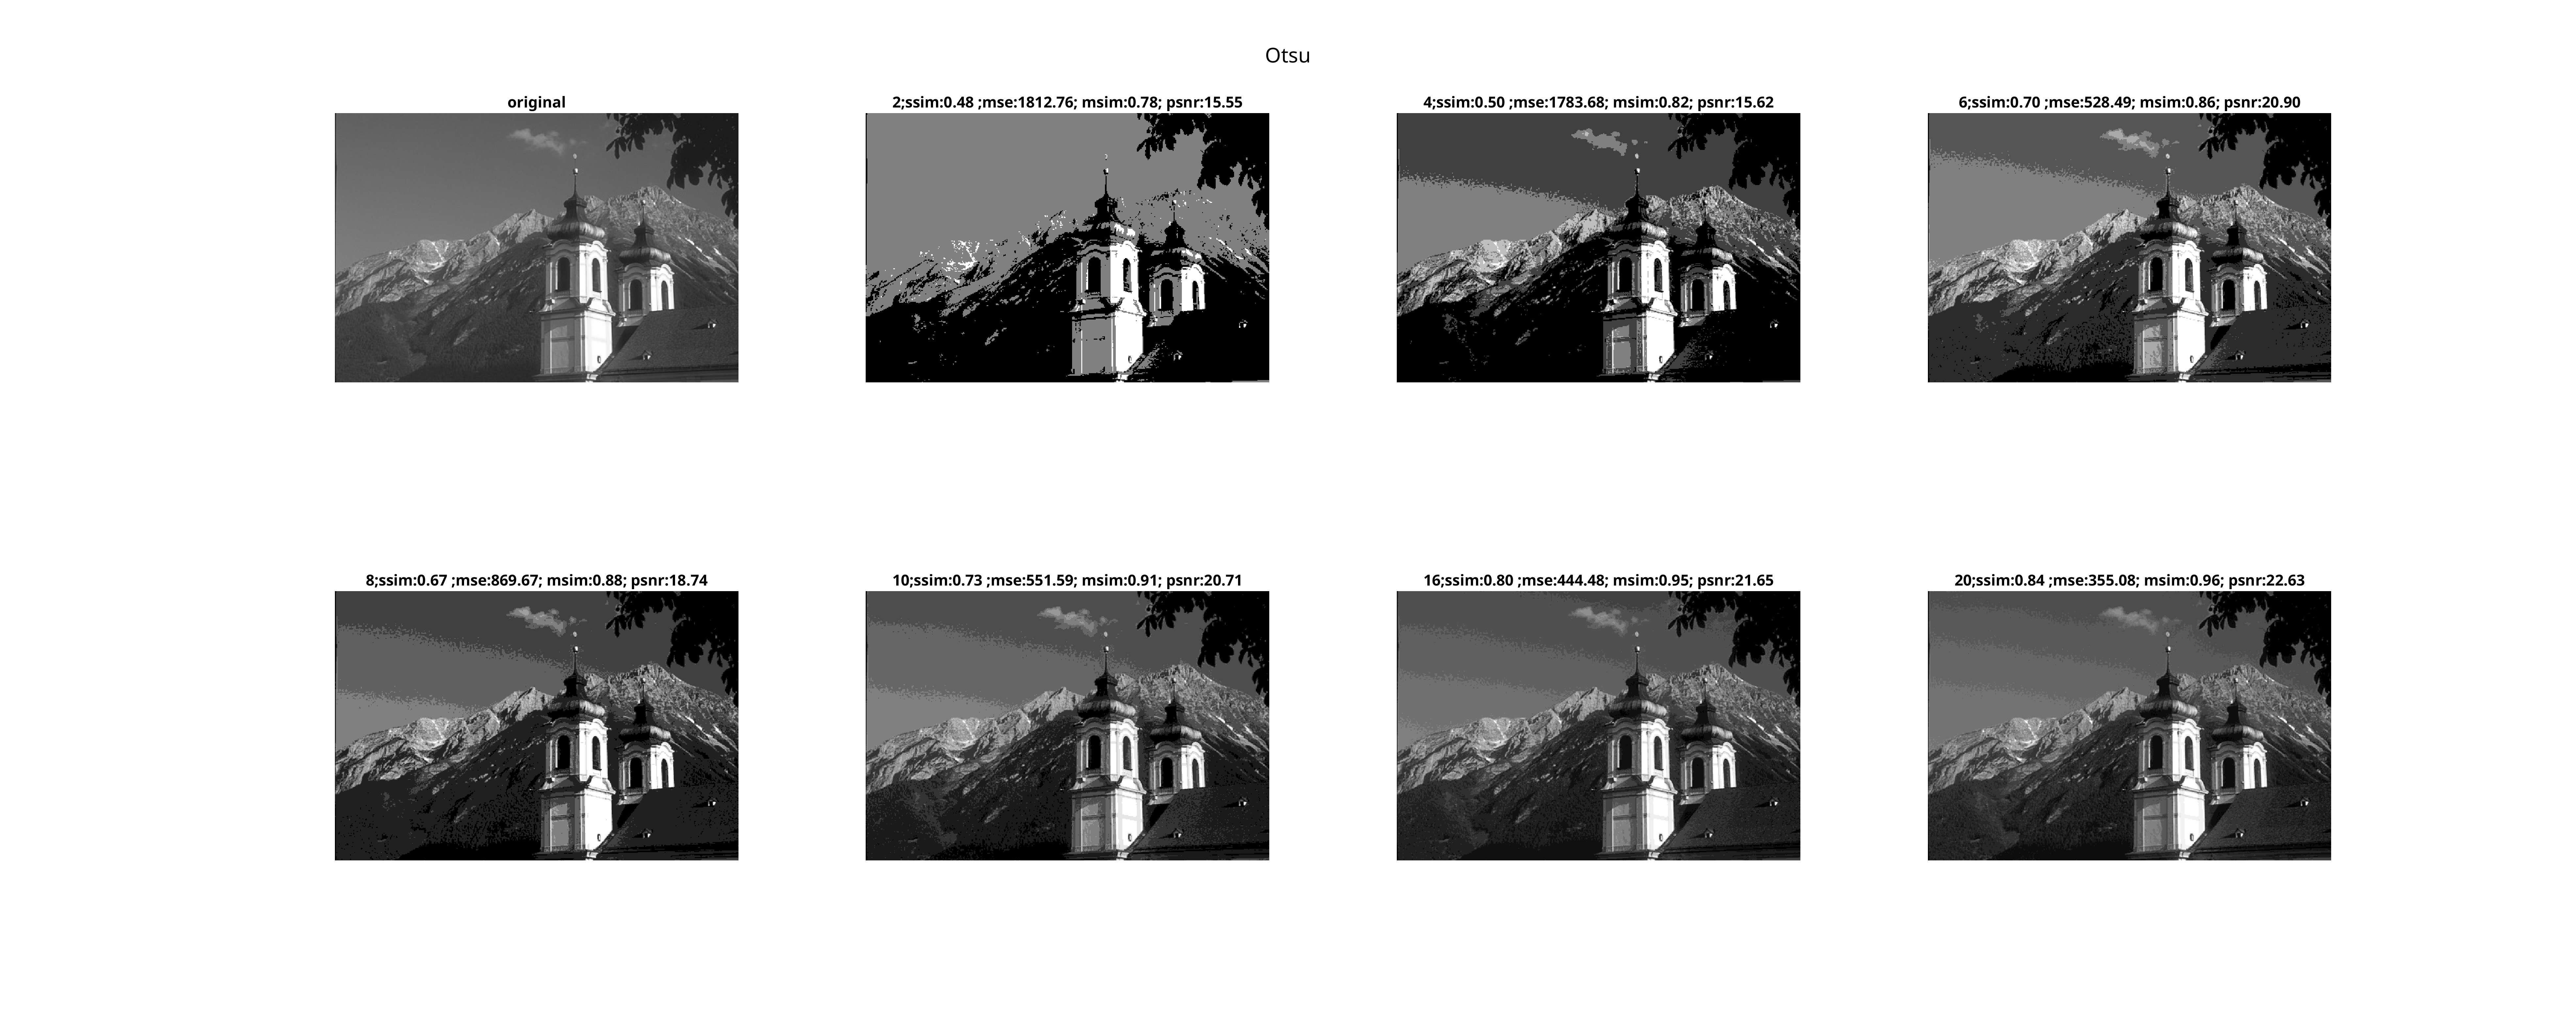 Otsu
original
2;ssim:0.48 ;mse:1812.76; msim:0.78; psnr:15.55
4;ssim:0.50 ;mse:1783.68; msim:0.82; psnr:15.62
6;ssim:0.70 ;mse:528.49; msim:0.86; psnr:20.90
8;ssim:0.67 ;mse:869.67; msim:0.88; psnr:18.74
10;ssim:0.73 ;mse:551.59; msim:0.91; psnr:20.71
16;ssim:0.80 ;mse:444.48; msim:0.95; psnr:21.65
20;ssim:0.84 ;mse:355.08; msim:0.96; psnr:22.63